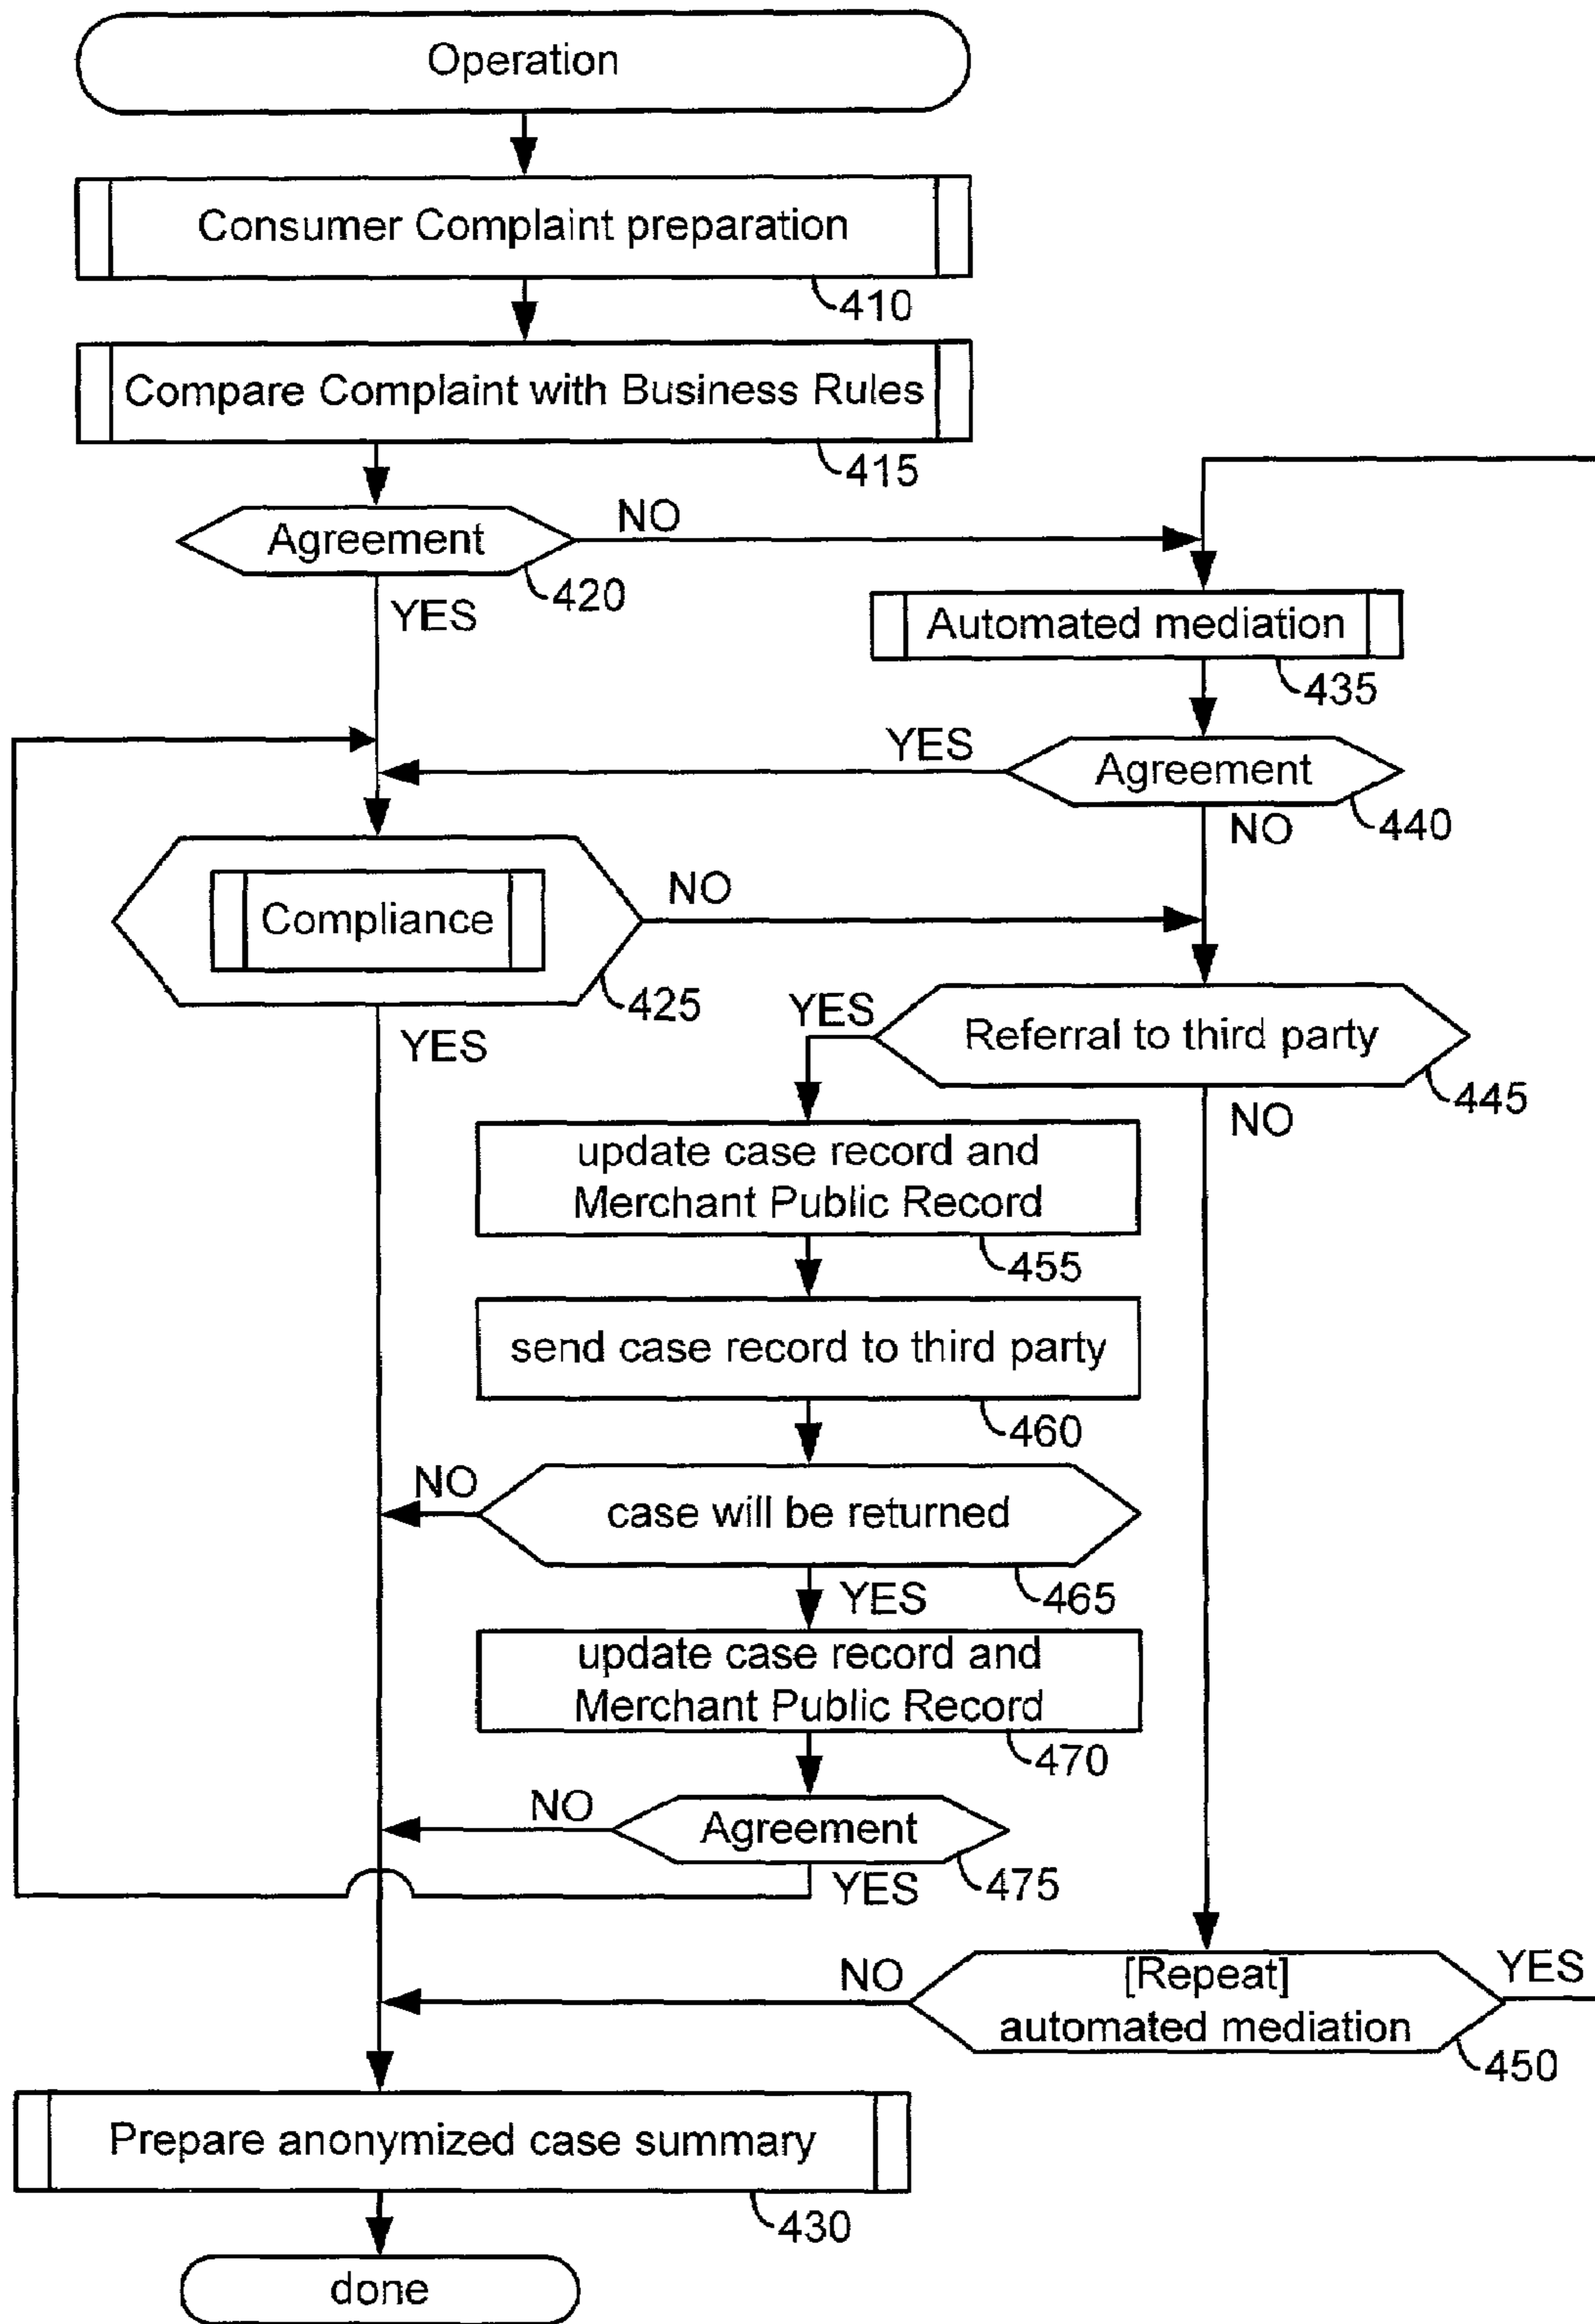 Operation
Consumer Complaint preparation
410
Compare Complaint with Business Rules
415
Agreement
NO
420
YES
Automated mediation
435
YES
Agreement
440
NO
Compliance
NO
425
YES
YES
Referral to third party
445
NO
update case record and
Merchant Public Record
455
send case record to third party
460
NO
case will be returned
465
YES
update case record and
Merchant Public Record
470
NO
Agreement
475
YES
NO
[Repeat]
automated mediation
YES
450
Prepare anonymized case summary
430
done